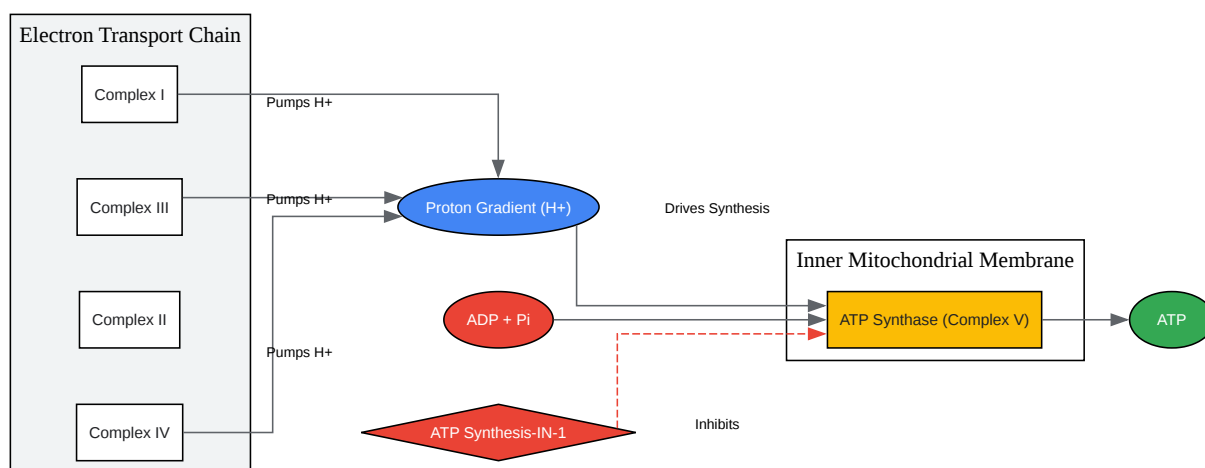 Electron Transport Chain
Complex I
Pumps H+
Complex III
Pumps H+
Proton Gradient (H+)
Drives Synthesis
Inner Mitochondrial Membrane
Complex II
ADP + Pi
ATP Synthase (Complex V)
ATP
Pumps H+
Complex IV
ATP Synthesis-IN-1
Inhibits